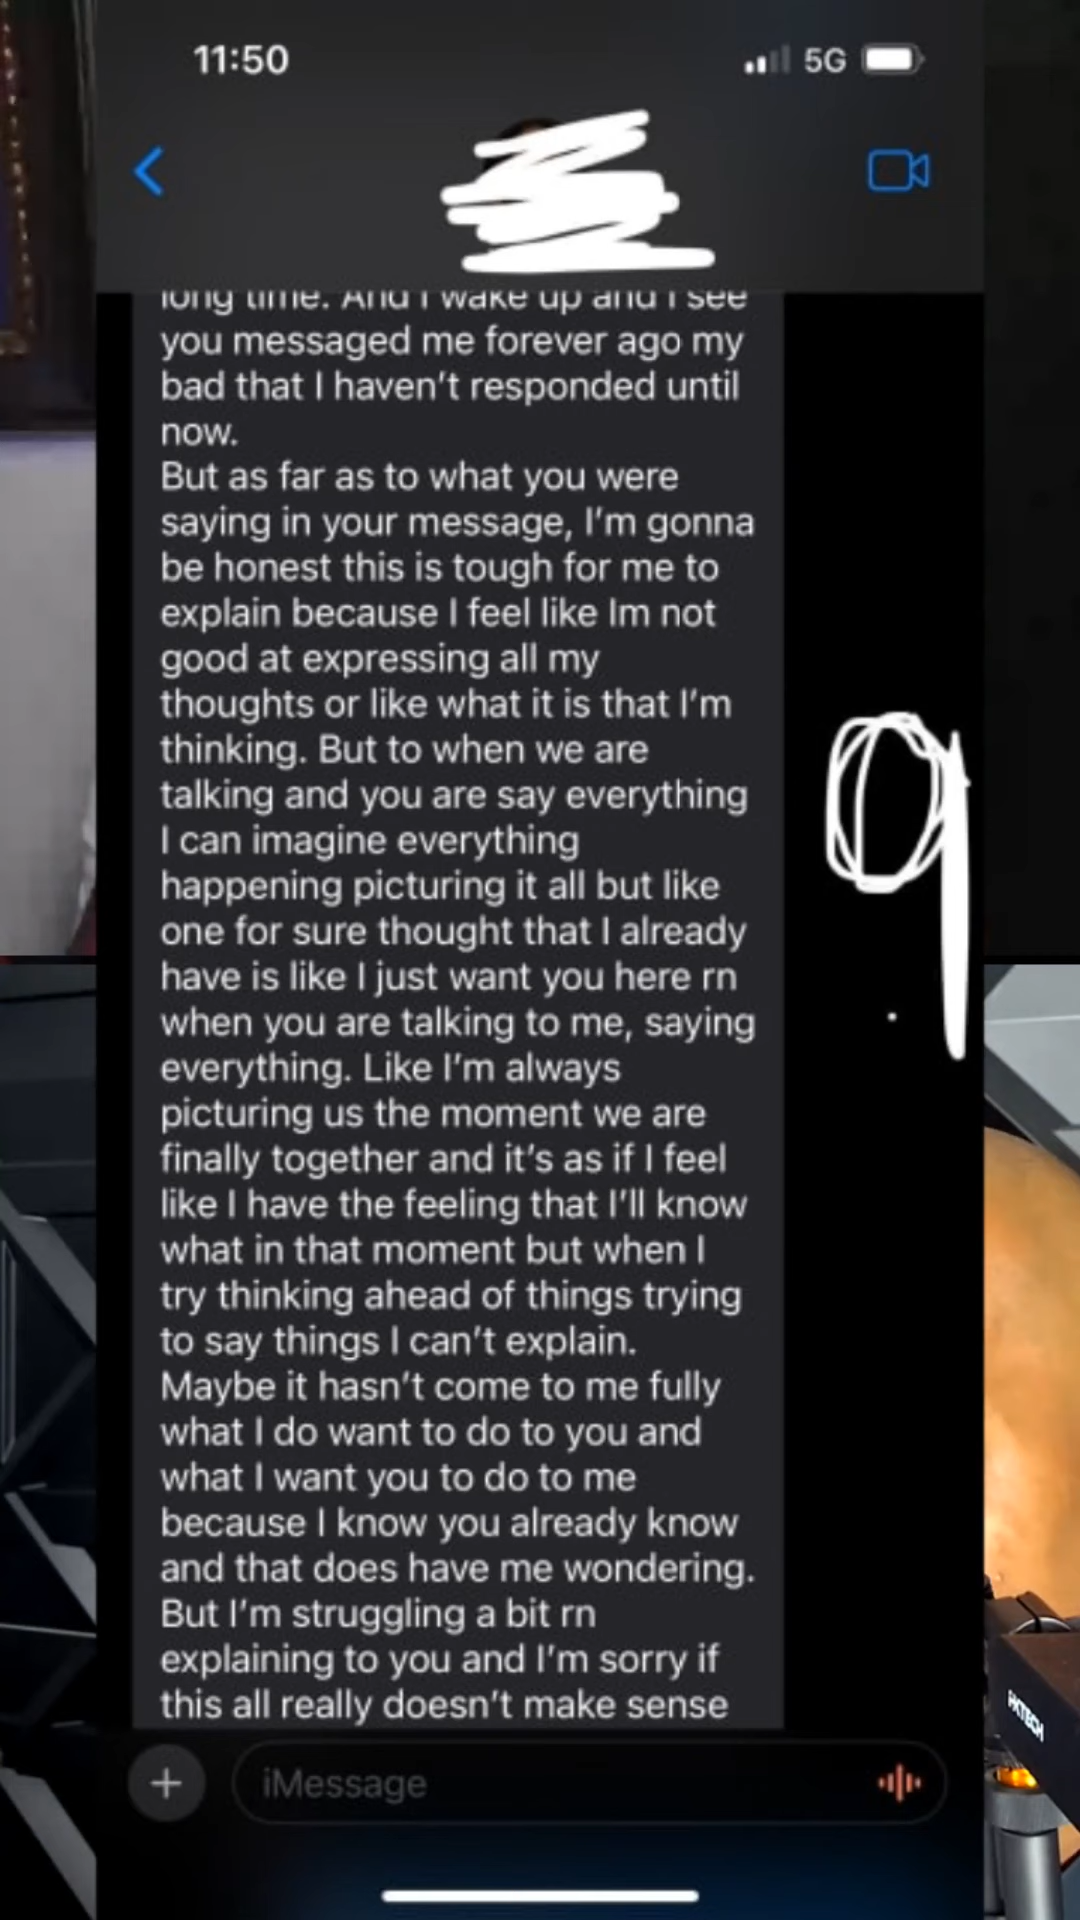 11:50
5G
long time. And I wake up and I see
you messaged me forever ago my
bad that I haven't responded until
now.
But as far as to what you were
saying in your message, I'm gonna
be honest this is tough for me to
explain because I feel like Im not
good at expressing all my
thoughts or like what it is that I'm
thinking. But to when we are
talking and you are say everything
I can imagine everything
happening picturing it all but like
one for sure thought that I already
have is like I just want you here rn
when you are talking to me, saying
everything. Like I'm always
picturing us the moment we are
finally together and it's as if I feel
like I have the feeling that I'll know
what in that moment but when I
try thinking ahead of things trying
to say things I can't explain.
Maybe it hasn't come to me fully
what I do want to do to you and
what I want you to do to me
because I know you already know
and that does have me wondering.
But I'm struggling a bit rn
explaining to you and I'm sorry if
this all really doesn't make sense
9
iMessage